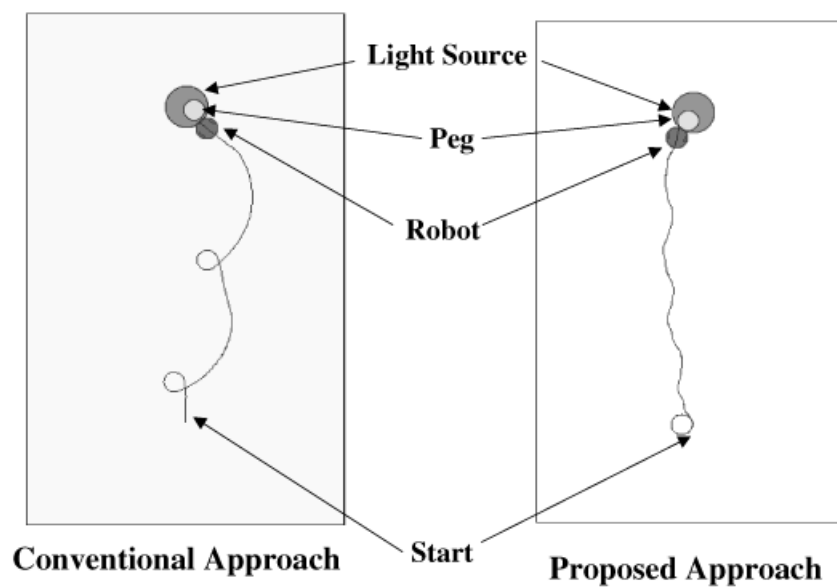 Light Source
Peg
Robot
Start
Conventional Approach
Proposed Approach